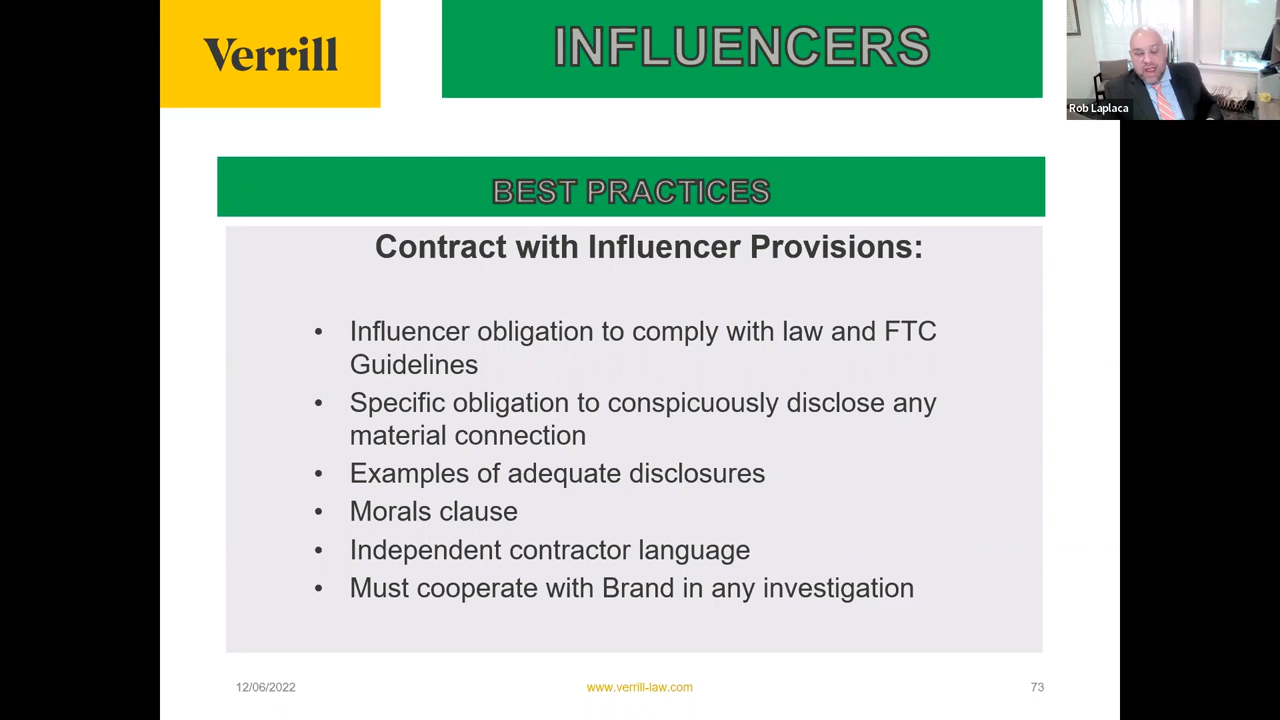 Verrill
INFLUENCERS
Rob Laplaca
BEST PRACTICES
Contract with Influencer Provisions:
• Influencer obligation to comply with law and FTC
Guidelines
• Specific obligation to conspicuously disclose any
material connection
• Examples of adequate disclosures
• Morals clause
• Independent contractor language
• Must cooperate with Brand in any investigation
12/06/2022
www.verrill-law.com
73